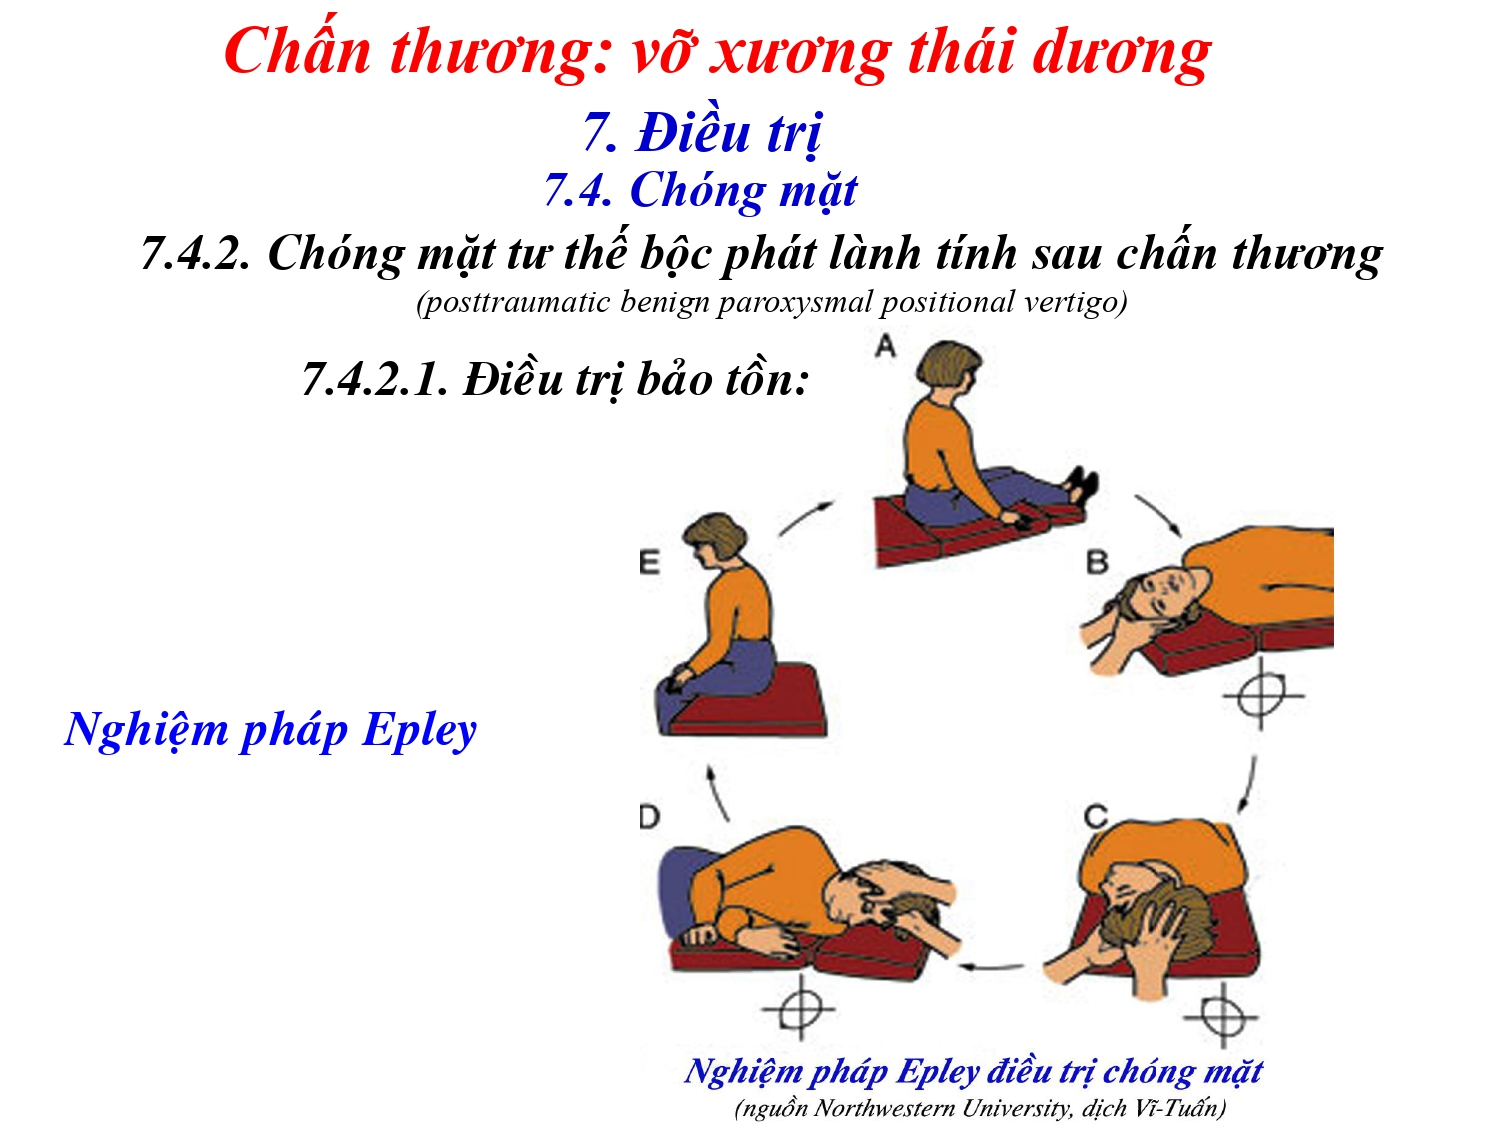 Chấn thương: vỡ xương thái dương
7. Điều trị
7.4. Chóng mặt
7.4.2. Chóng mặt tư thế bộc phát lành tính sau chấn thương
(posttraumatic benign paroxysmal positional vertigo)
7.4.2.1. Điều trị bảo tồn:
A
B
E
Nghiệm pháp Epley
D
C
Nghiệm pháp Epley điều trị chóng mặt
(nguồn Northwestern University, dịch Vĩ-Tuấn)